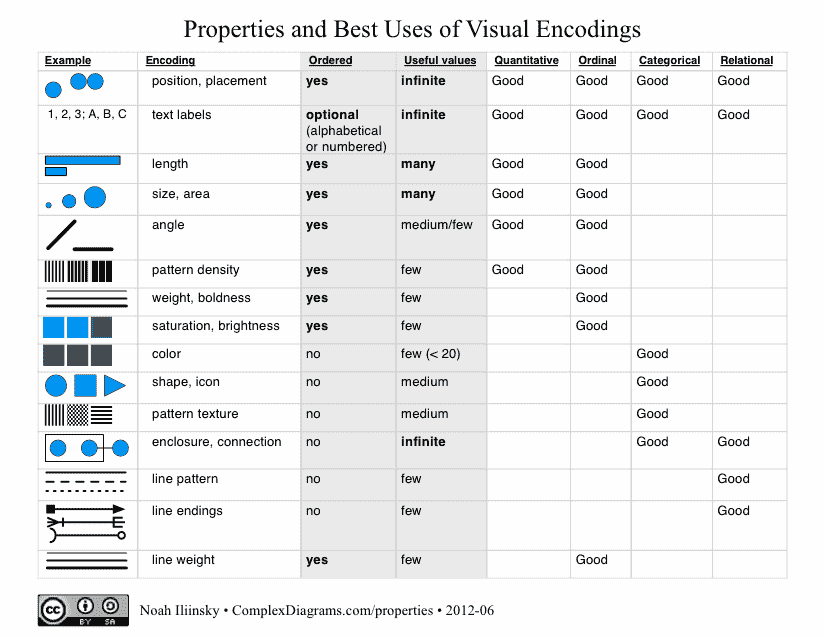 Properties and Best Uses of Visual Encodings
Example Encoding Ordered Useful values Quantitative Ordinal Categorical Relational
position, placement yes infinite Good Good Good Good
1, 2, 3; A, B, C text labels optional infinite Good Good Good Good
(alphabetical
or numbered)
length yes many Good Good
size, area yes many Good Good
angle yes medium/few Good Good
pattern density yes few Good Good
weight, boldness yes few Good
saturation, brightness yes few Good
color no few (< 20) Good
shape, icon no medium Good
pattern texture no medium Good
enclosure, connection no infinite Good Good
line pattern no few Good
line endings no few Good
line weight yes few Good
cc BY SA
Noah Iliinsky • ComplexDiagrams.com/properties • 2012-06